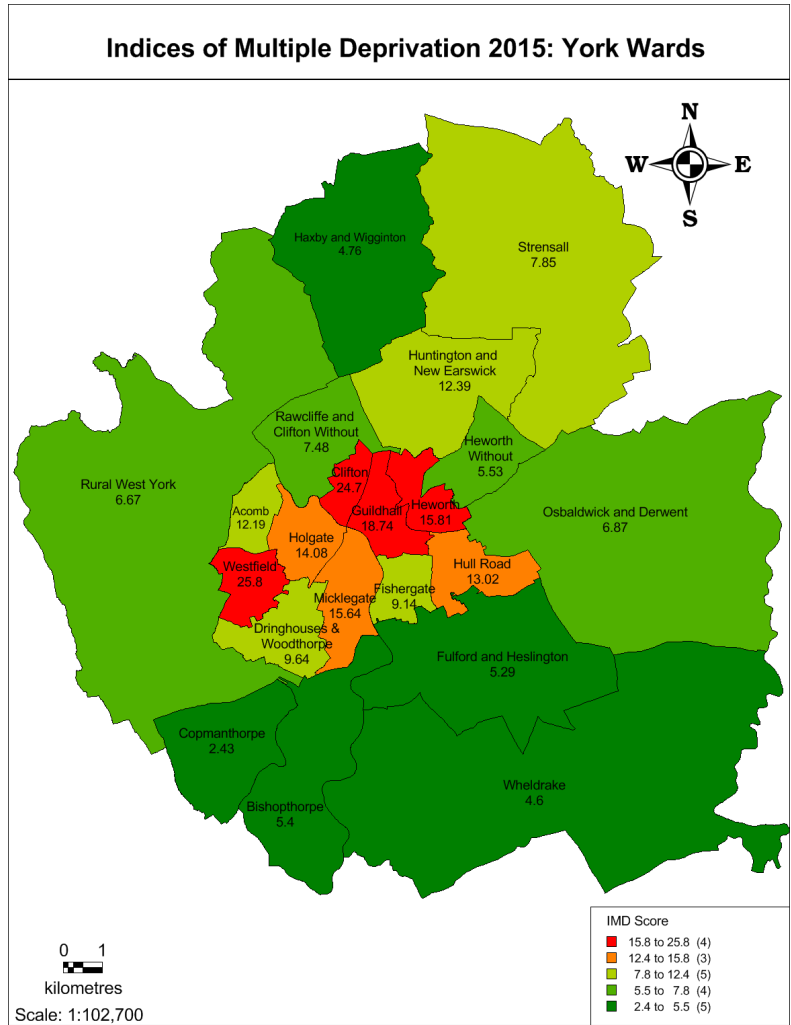 Indices of Multiple Deprivation 2015: York Wards
N
W E
S
Haxby and Wigginton
4.76
Strensall
7.85
Huntington and
New Earswick
12.39
Rawcliffe and
Clifton Without
7.48
Heworth
Without
5.53
Rural West York
6.67
Clifton
24.7
Guildhall
18.74
Heworth
15.81
Osbaldwick and Derwent
6.87
Acomb
12.19
Holgate
14.08
Westfield
25.8
Hull Road
13.02
Micklegate
15.64
Fishergate
9.14
Dringhouses &
Woodthorpe
9.64
Fulford and Heslington
5.29
Copmanthorpe
2.43
Bishopthorpe
5.4
Wheldrake
4.6
IMD Score
15.8 to 25.8 (4)
12.4 to 15.8 (3)
7.8 to 12.4 (5)
5.5 to 7.8 (4)
2.4 to 5.5 (5)
0 1
kilometres
Scale: 1:102,700